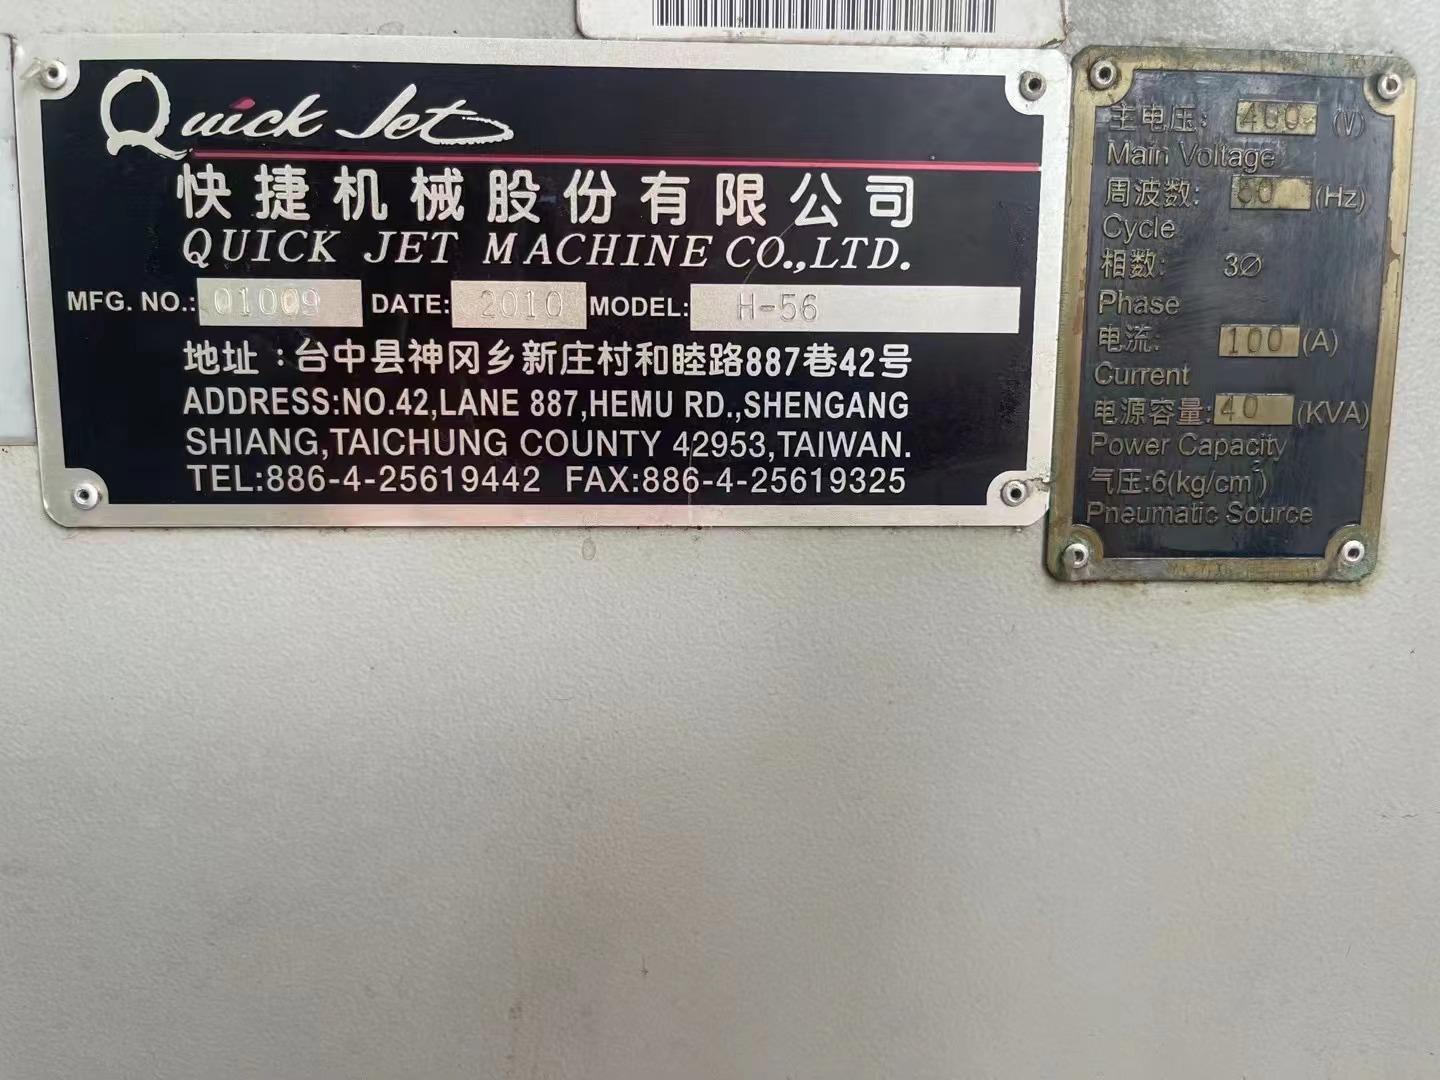 Quick Jet
快捷机械股份有限公司
QUICK JET MACHINE CO.,LTD.
MFG. NO.: 01009 DATE: 2010 MODEL: H-56
地址：台中县神冈乡新庄村和睦路887巷42号
ADDRESS:NO.42,LANE 887,HEMU RD.,SHENGANG
SHIANG,TAICHUNG COUNTY 42953,TAIWAN.
TEL:886-4-25619442 FAX:886-4-25619325
主电压: 400 (V)
Main Voltage
周波数: (Hz)
Cycle
相数: 3∅
Phase
电流: 100 (A)
Current
电源容量: 40 (KVA)
Power Capacity
气压:6(kg/cm²)
Pneumatic Source